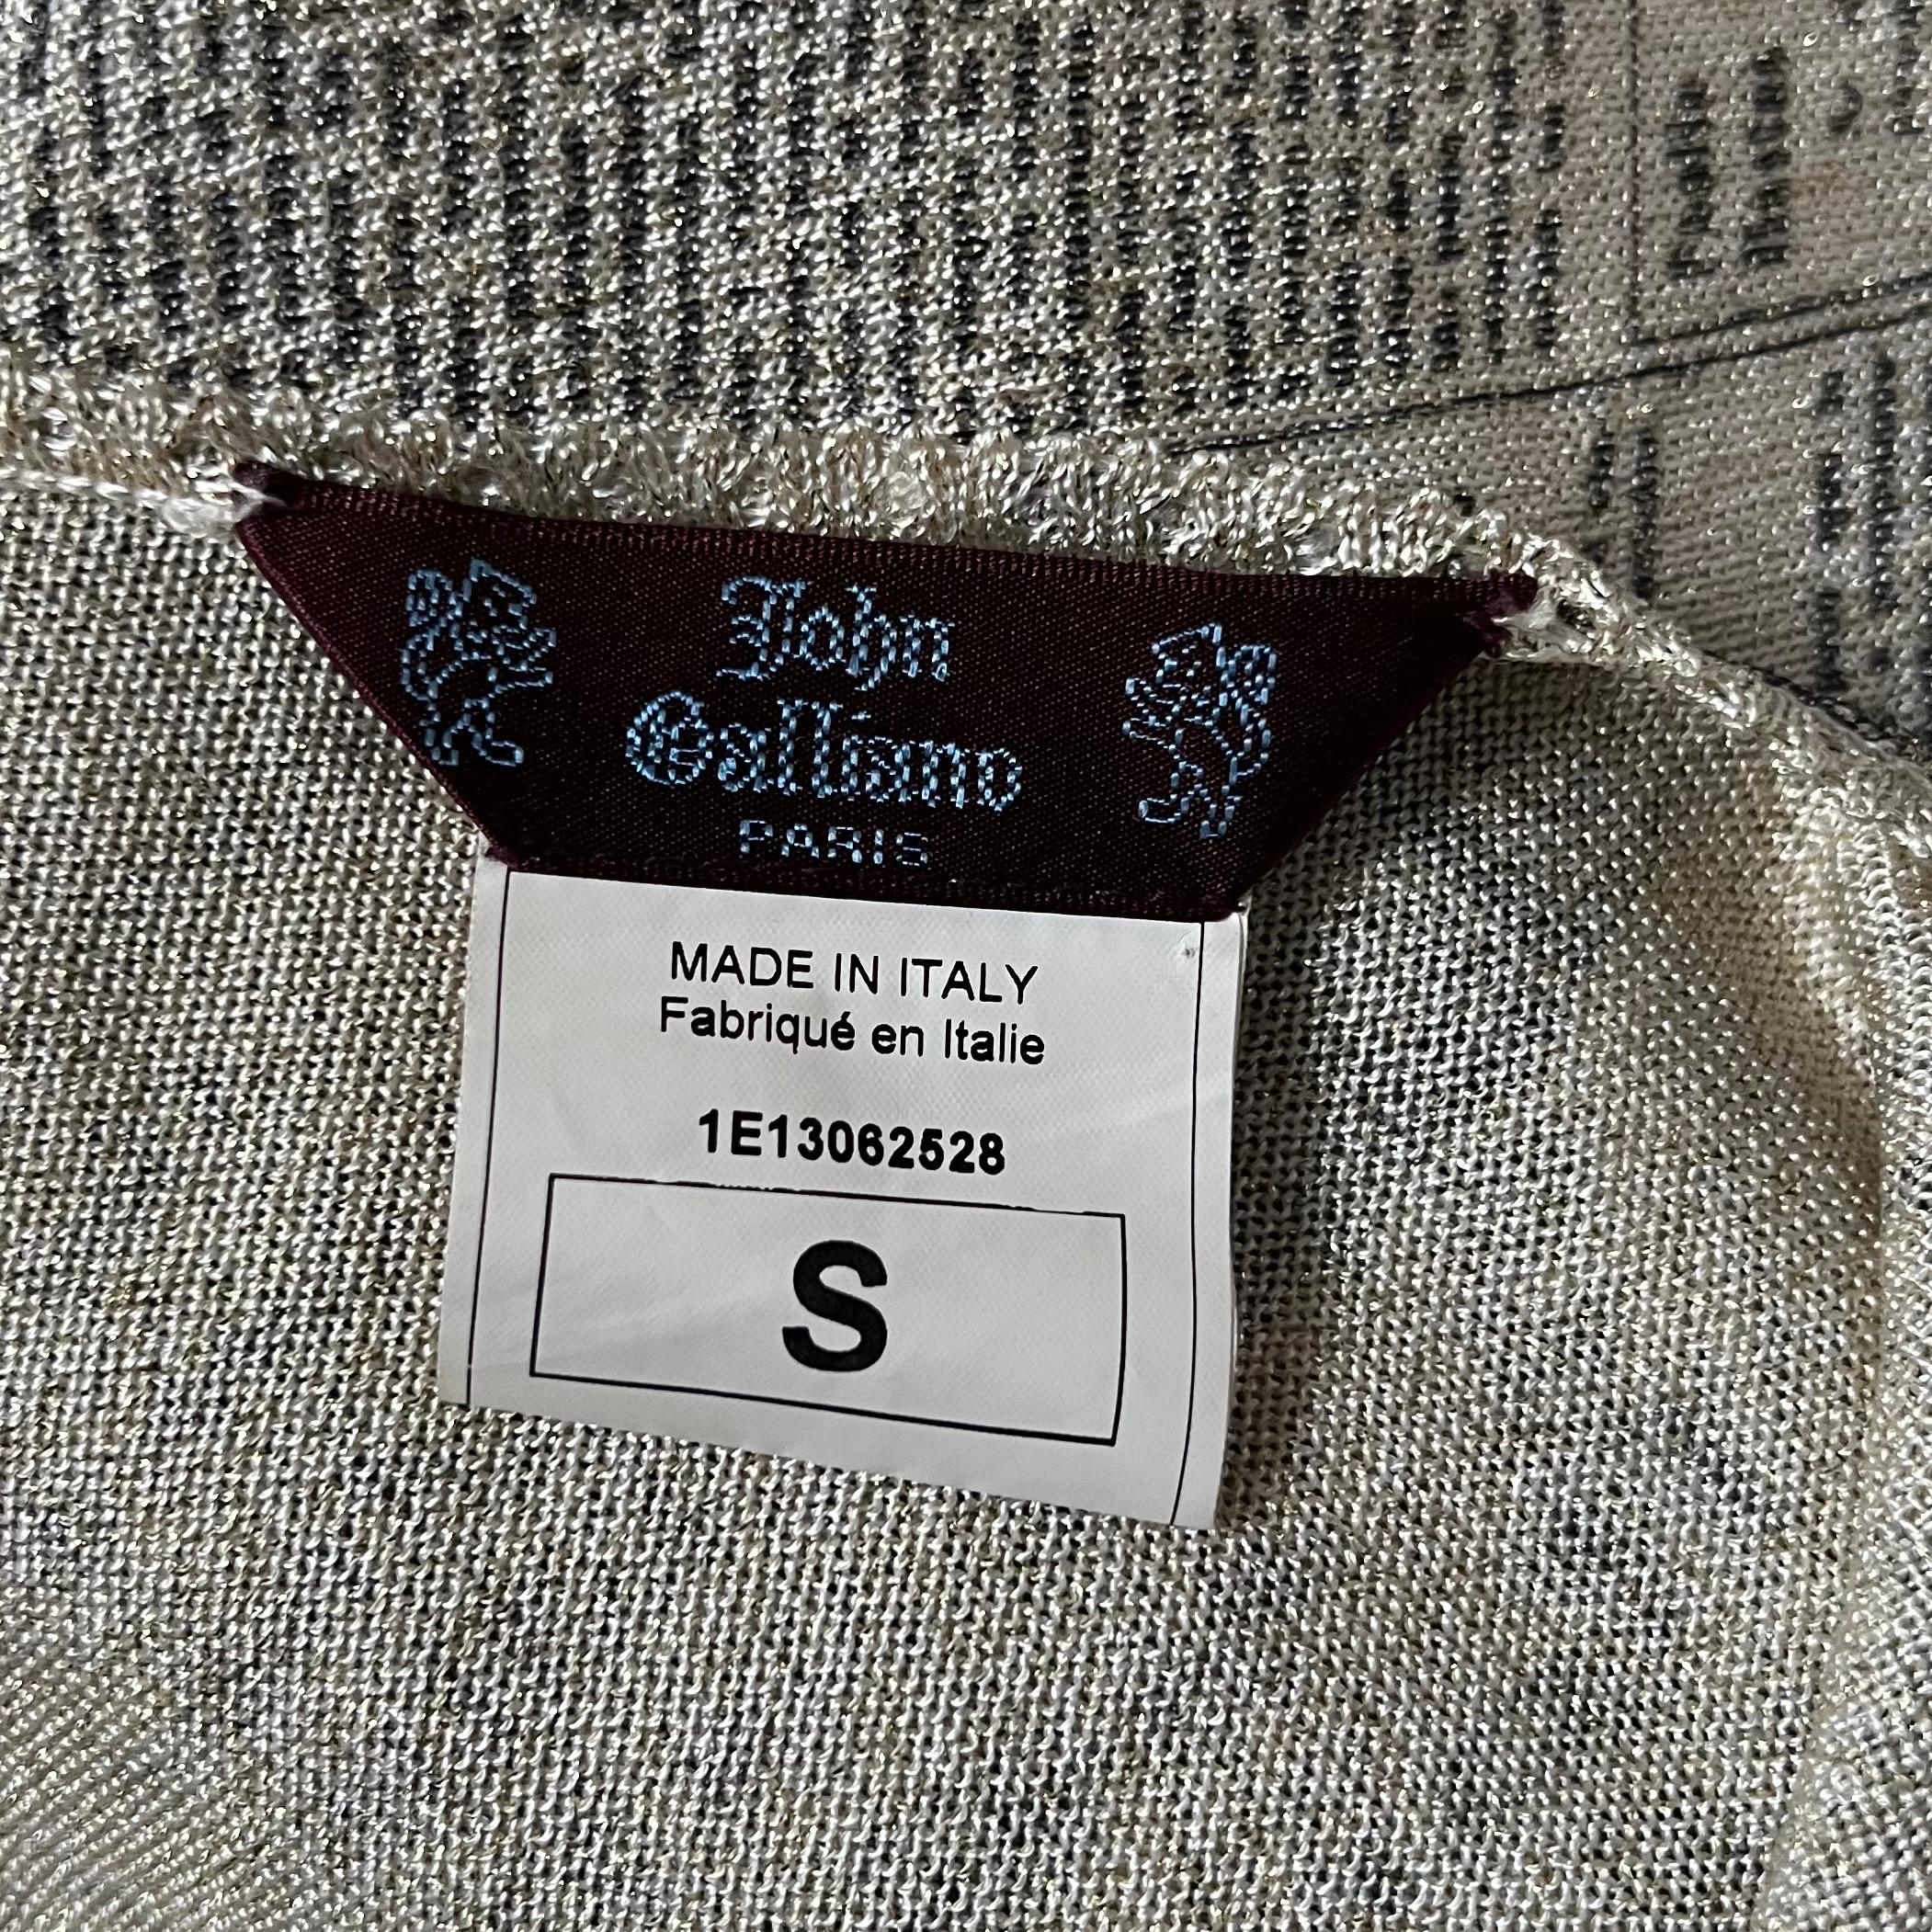 John
Galliano
PARIS
MADE IN ITALY
Fabriqué en Italie
1E13062528
S